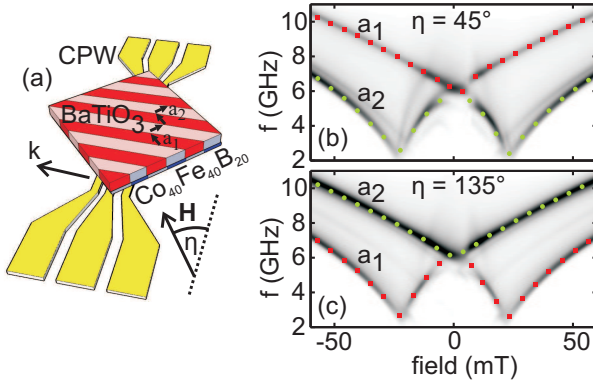 CPW
(a)
BaTiO3
a2
a1
k
Co40Fe40B20
H
η
f (GHz)
10
8
6
4
2
a1
η = 45°
a2
(b)
f (GHz)
10
8
6
4
2
a2
η = 135°
a1
(c)
-50
0
50
field (mT)